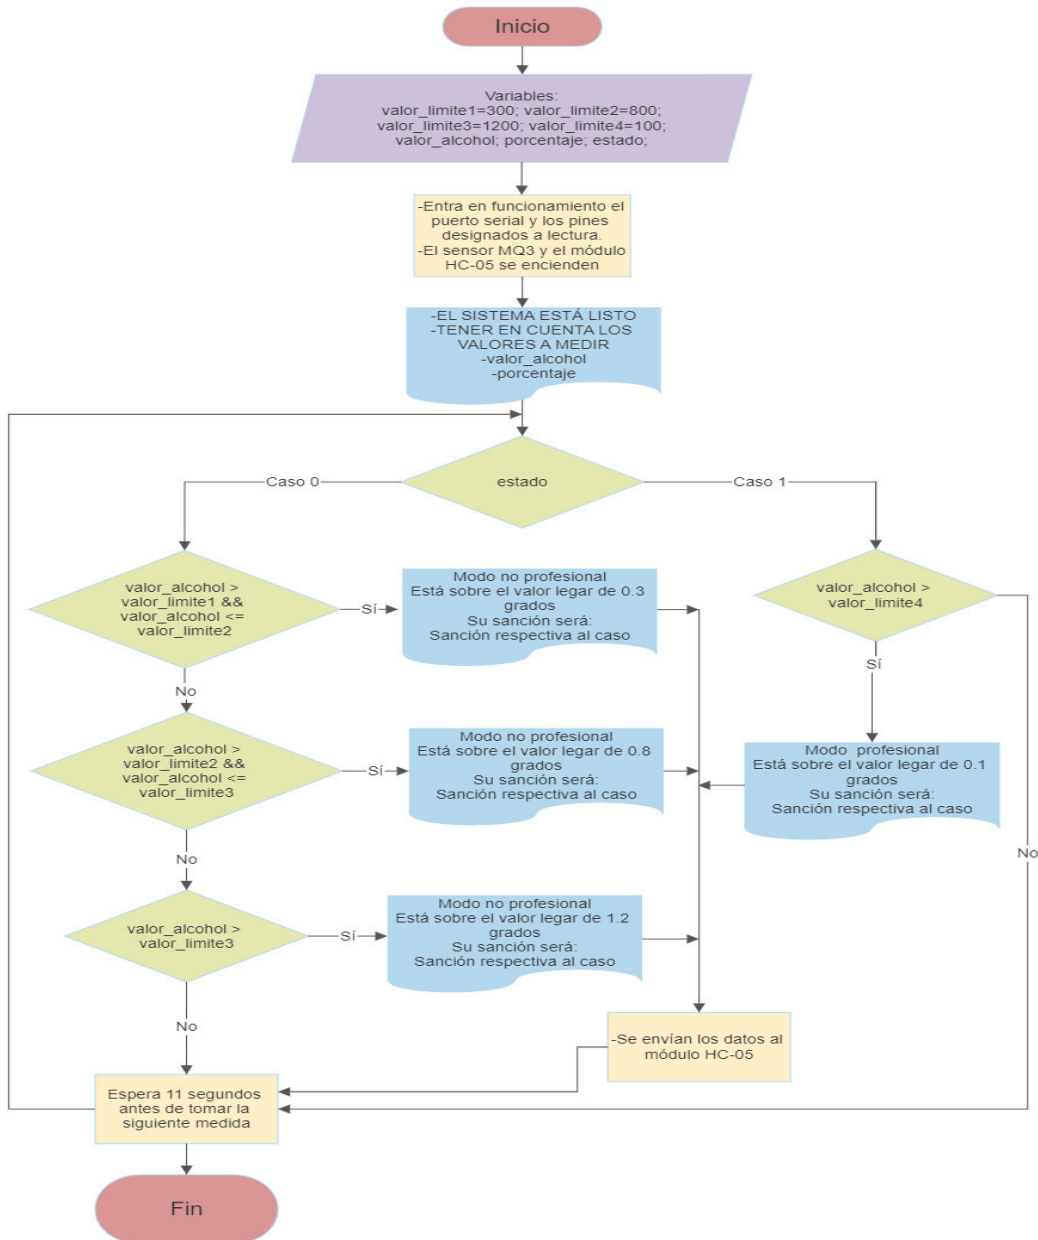 Inicio
Variables:
valor_limite1=300; valor_limite2=800;
valor_limite3=1200; valor_limite4=100;
valor_alcohol; porcentaje; estado;
-Entra en funcionamiento el
puerto serial y los pines
designados a lectura.
-El sensor MQ3 y el módulo
HC-05 se encienden
-EL SISTEMA ESTÁ LISTO
-TENER EN CUENTA LOS
VALORES A MEDIR
-valor_alcohol
-porcentaje
estado
Caso 0
Caso 1
valor_alcohol >
valor_limite1 &&
valor_alcohol <=
valor_limite2
Sí
Modo no profesional
Está sobre el valor legar de 0.3
grados
Su sanción será:
Sanción respectiva al caso
valor_alcohol >
valor_limite4
Sí
No
valor_alcohol >
valor_limite2 &&
valor_alcohol <=
valor_limite3
Sí
Modo no profesional
Está sobre el valor legar de 0.8
grados
Su sanción será:
Sanción respectiva al caso
Modo profesional
Está sobre el valor legar de 0.1
grados
Su sanción será:
Sanción respectiva al caso
No
No
valor_alcohol >
valor_limite3
Sí
Modo no profesional
Está sobre el valor legar de 1.2
grados
Su sanción será:
Sanción respectiva al caso
No
-Se envían los datos al
módulo HC-05
Espera 11 segundos
antes de tomar la
siguiente medida
Fin